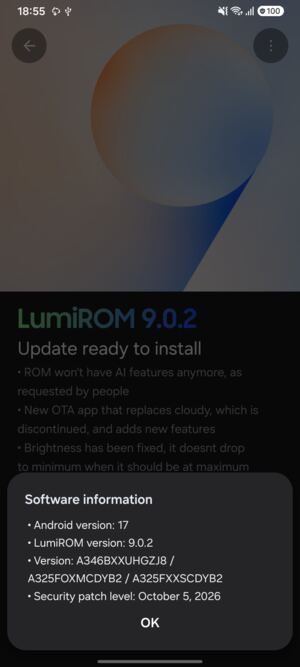 18:55
100
LumiROM 9.0.2
Update ready to install
• ROM won't have AI features anymore, as
requested by people
• New OTA app that replaces cloudy, which is
discontinued, and adds new features
• Brightness has been fixed, it doesnt drop
to minimum when it should be at maximum
Software information
• Android version: 17
• LumiROM version: 9.0.2
• Version: A346BXXUHGZJ8 /
A325FOXMCDYB2 / A325FXXSCDYB2
• Security patch level: October 5, 2026
OK